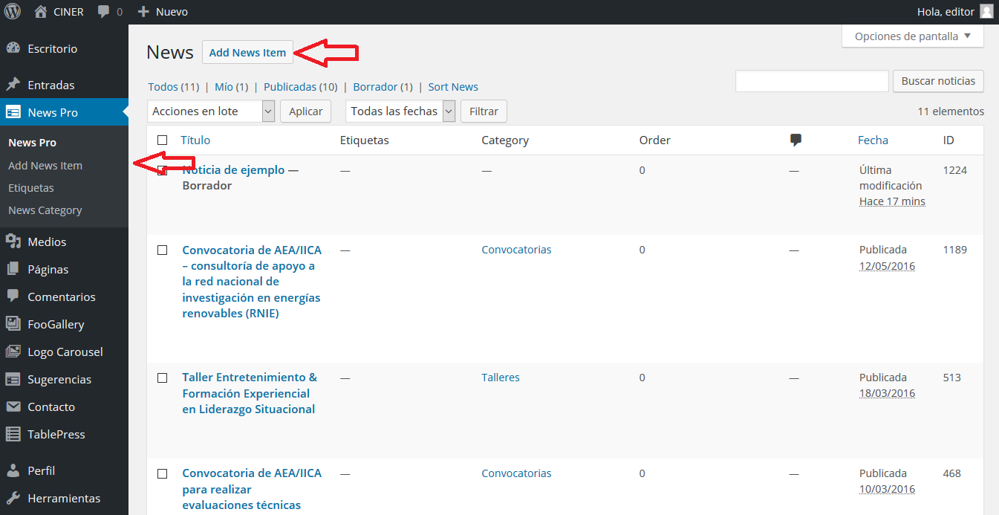 CINER 0 Nuevo Hola, editor
Escritorio
Entradas
News Pro
News Pro
Add News Item
Etiquetas
News Category
Medios
Páginas
Comentarios
FooGallery
Logo Carousel
Sugerencias
Contacto
TablePress
Perfil
Herramientas
Opciones de pantalla ▼
News Add News Item
Todos (11) | Mío (1) | Publicadas (10) | Borrador (1) | Sort News
Buscar noticias
Acciones en lote Aplicar Todas las fechas Filtrar 11 elementos
Título Etiquetas Category Order Fecha ID
Noticia de ejemplo — — — 0 — Última 1224
Borrador modificación
Hace 17 mins
Convocatoria de AEA/IICA — Convocatorias 0 — Publicada 1189
– consultoría de apoyo a 12/05/2016
la red nacional de
investigación en energías
renovables (RNIE)
Taller Entretenimiento & — Talleres 0 — Publicada 513
Formación Experiencial 18/03/2016
en Liderazgo Situacional
Convocatoria de AEA/IICA — Convocatorias 0 — Publicada 468
para realizar 10/03/2016
evaluaciones técnicas